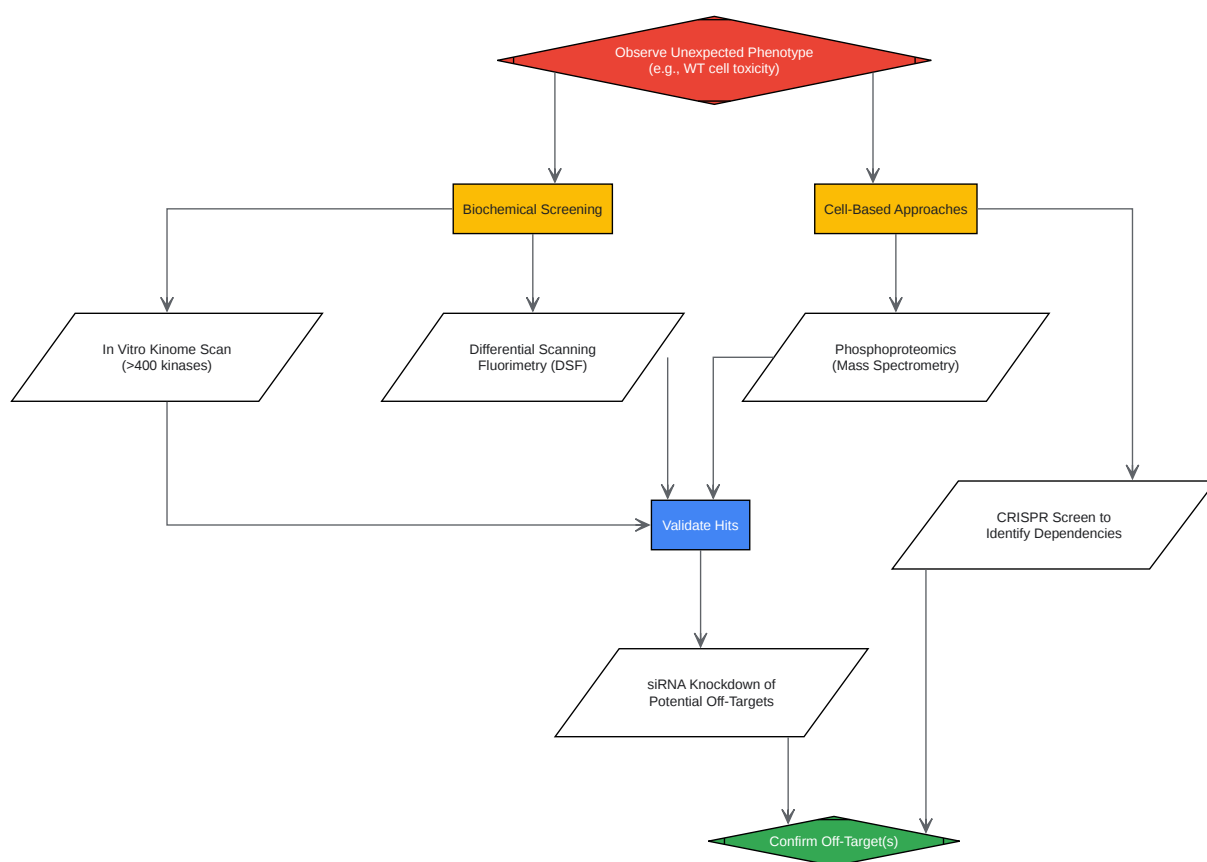 Observe Unexpected Phenotype
(e.g., WT cell toxicity)
Biochemical Screening
Cell-Based Approaches
In Vitro Kinome Scan
(>400 kinases)
Differential Scanning
Fluorimetry (DSF)
Phosphoproteomics
(Mass Spectrometry)
Validate Hits
CRISPR Screen to
Identify Dependencies
siRNA Knockdown of
Potential Off-Targets
Confirm Off-Target(s)